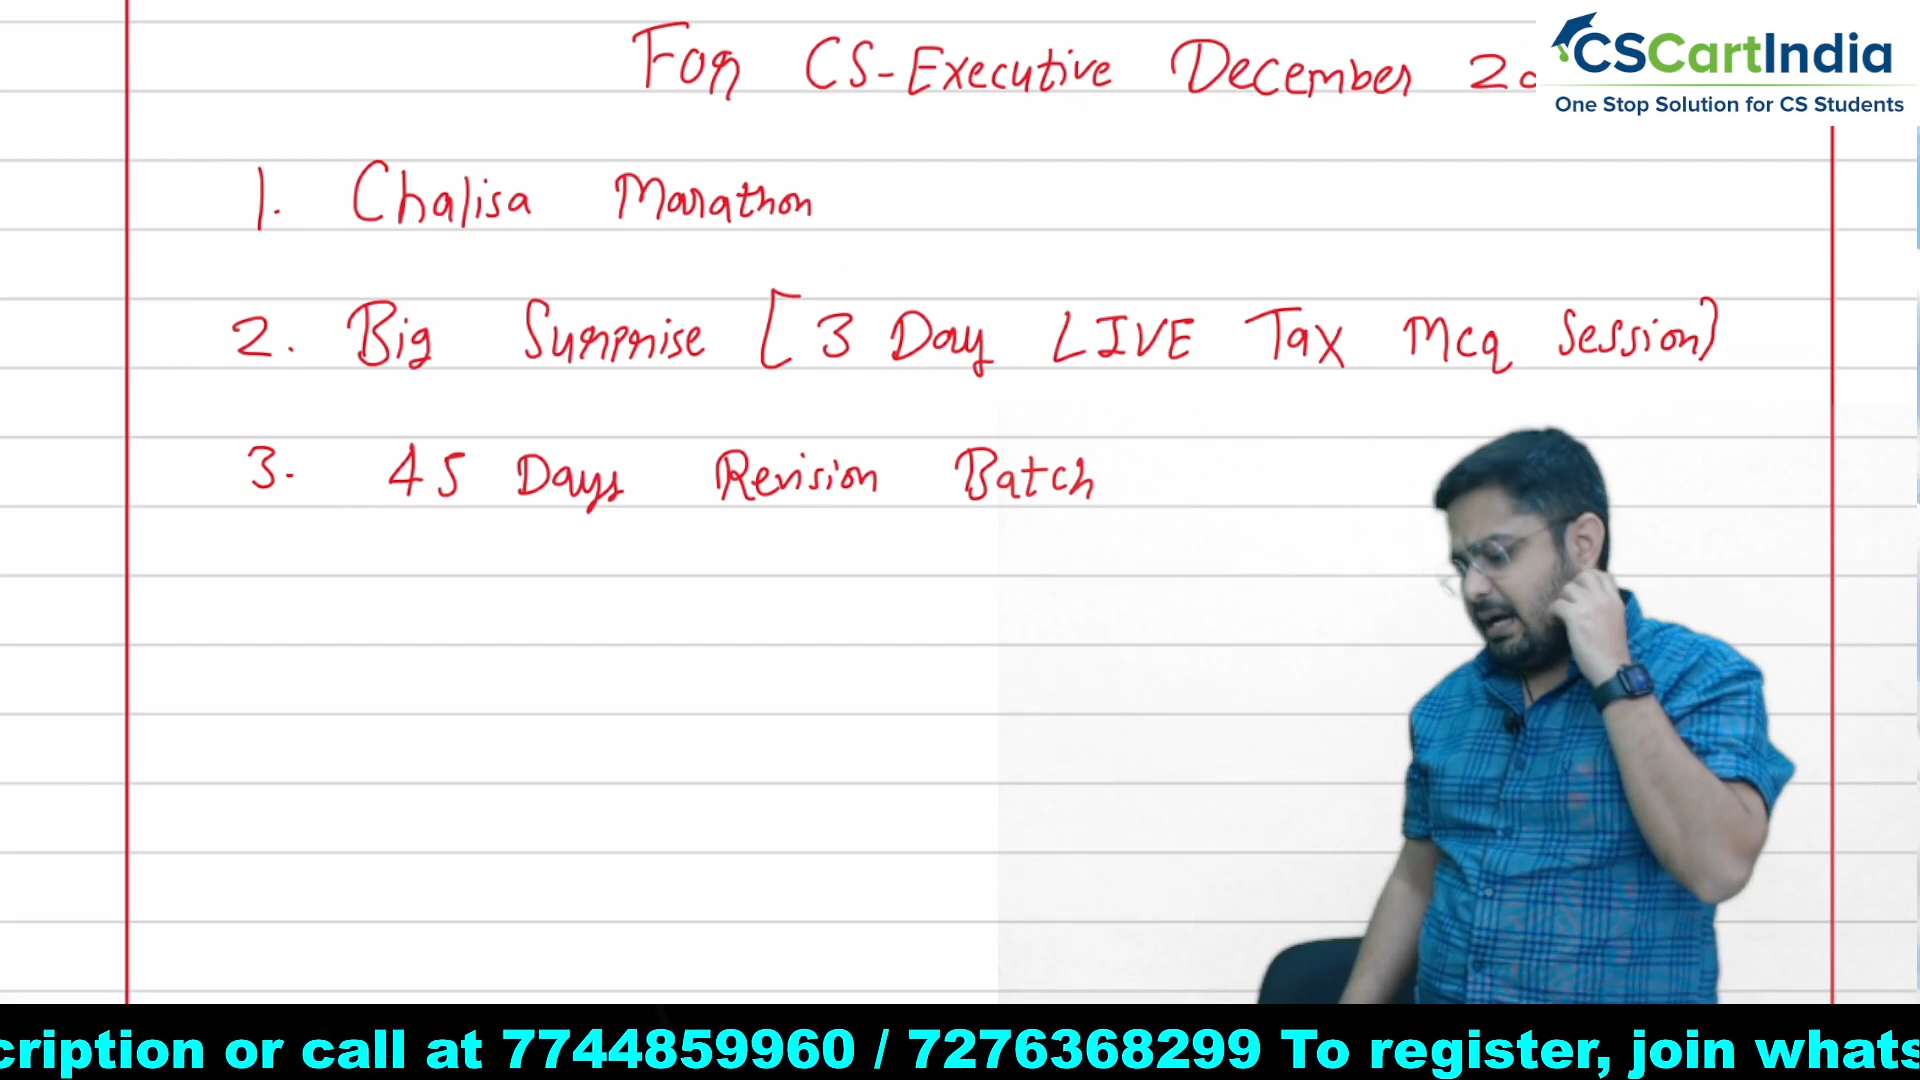 For CS-Executive December 20
CSCartIndia
One Stop Solution for CS Students
1. Chalisa Marathon
2. Big Surprise [3 Day LIVE Tax Mcq Session]
3. 45 Days Revision Batch
cription or call at 7744859960 / 7276368299 To register, join whats